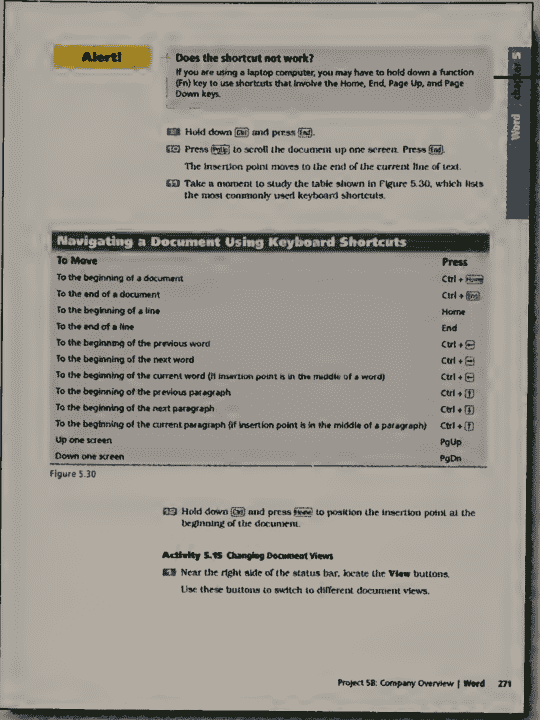 Alert!
Does the shortcut not work?
If you are using a laptop computer, you may have to hold down a function
(Fn) key to use shortcuts that involve the Home, End, Page Up, and Page
Down keys.
Word chapter 5
Hold down Ctrl and press End.
10 Press PgUp to scroll the document up one screen. Press End.
The insertion point moves to the end of the current line of text.
11 Take a moment to study the table shown in Figure 5.30, which lists
the most commonly used keyboard shortcuts.
Navigating a Document Using Keyboard Shortcuts
To Move Press
To the beginning of a document Ctrl + Home
To the end of a document Ctrl + End
To the beginning of a line Home
To the end of a line End
To the beginning of the previous word Ctrl + ←
To the beginning of the next word Ctrl + →
To the beginning of the current word (if insertion point is in the middle of a word) Ctrl + ←
To the beginning of the previous paragraph Ctrl + ↑
To the beginning of the next paragraph Ctrl + ↓
To the beginning of the current paragraph (if insertion point is in the middle of a paragraph) Ctrl + ↑
Up one screen PgUp
Down one screen PgDn
Figure 5.30
12 Hold down Ctrl and press Home to position the insertion point at the
beginning of the document.
Activity 5.15 Changing Document Views
Near the right side of the status bar, locate the View buttons.
Use these buttons to switch to different document views.
Project 5B: Company Overview | Word 271